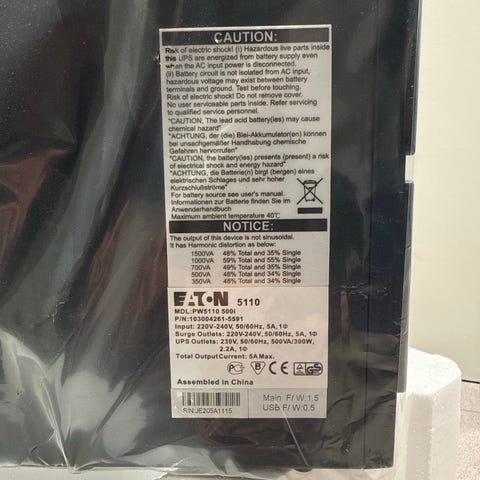 CAUTION:
Risk of electric shock! (i) Hazardous live parts inside
this UPS are energized from battery supply even
when the AC input power is disconnected.
(ii) Battery circuit is not isolated from AC input,
hazardous voltage may exist between battery
terminals and ground. Test before touching.
Risk of electric shock! Do not remove cover.
No user serviceable parts inside. Refer servicing
to qualified service personnel.
"CAUTION, The lead acid battery(ies) may cause
chemical hazard"
"ACHTUNG, der (die) Blei-Akkumulator(en) können
bei unsachgemäßer Handhabung chemische
Gefahren hervorrufen"
"CAUTION, the battery(ies) presents (present) a risk
of electrical shock and energy hazard"
"ACHTUNG, die Batterie(n) birgt (bergen) eines
elektrischen Schlages und sehr hoher
Kurzschlußströme"
For battery source see user's manual.
Informationen zur Batterie finden Sie im
Anwenderhandbuch
Maximum ambient temperature 40℃
NOTICE:
The output of this device is not sinusoidal.
It has Harmonic distortion as below:
1500VA 48% Total and 35% Single
1000VA 59% Total and 55% Single
700VA 49% Total and 35% Single
500VA 48% Total and 34% Single
350VA 48% Total and 34% Single
EATON 5110
MDL:PW5110 500i
P/N:103004261-5591
Input: 220V-240V, 50/60Hz, 5A, 1Φ
Surge Outlets: 220V-240V, 50/60Hz, 5A, 1Φ
UPS Outlets: 230V, 50/60Hz, 500VA/300W,
2.2A, 1Φ
Total OutputCurrent: 5A Max.
Assembled in China
S/N:JE205A1115
Main F/W:1.5
USB F/W:0.5